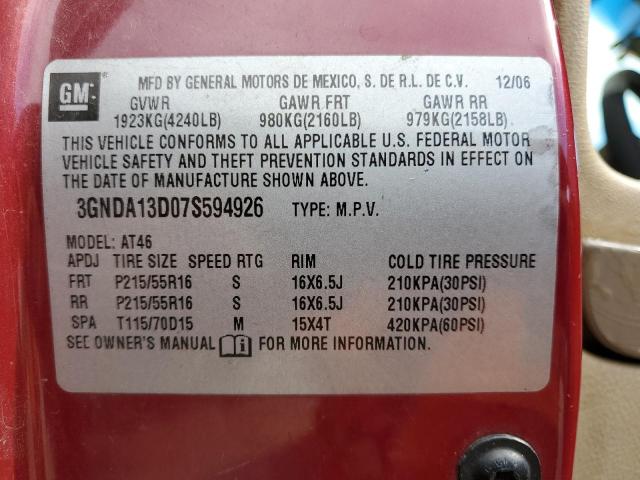 GM
MFD BY GENERAL MOTORS DE MEXICO, S. DE R.L. DE C.V. 12/06
GVWR GAWR FRT GAWR RR
1923KG(4240LB) 980KG(2160LB) 979KG(2158LB)
THIS VEHICLE CONFORMS TO ALL APPLICABLE U.S. FEDERAL MOTOR
VEHICLE SAFETY AND THEFT PREVENTION STANDARDS IN EFFECT ON
THE DATE OF MANUFACTURE SHOWN ABOVE.
3GNDA13D07S594926 TYPE: M.P.V.
MODEL: AT46
APDJ TIRE SIZE SPEED RTG RIM COLD TIRE PRESSURE
FRT P215/55R16 S 16X6.5J 210KPA(30PSI)
RR P215/55R16 S 16X6.5J 210KPA(30PSI)
SPA T115/70D15 M 15X4T 420KPA(60PSI)
SEE OWNER'S MANUAL i FOR MORE INFORMATION.